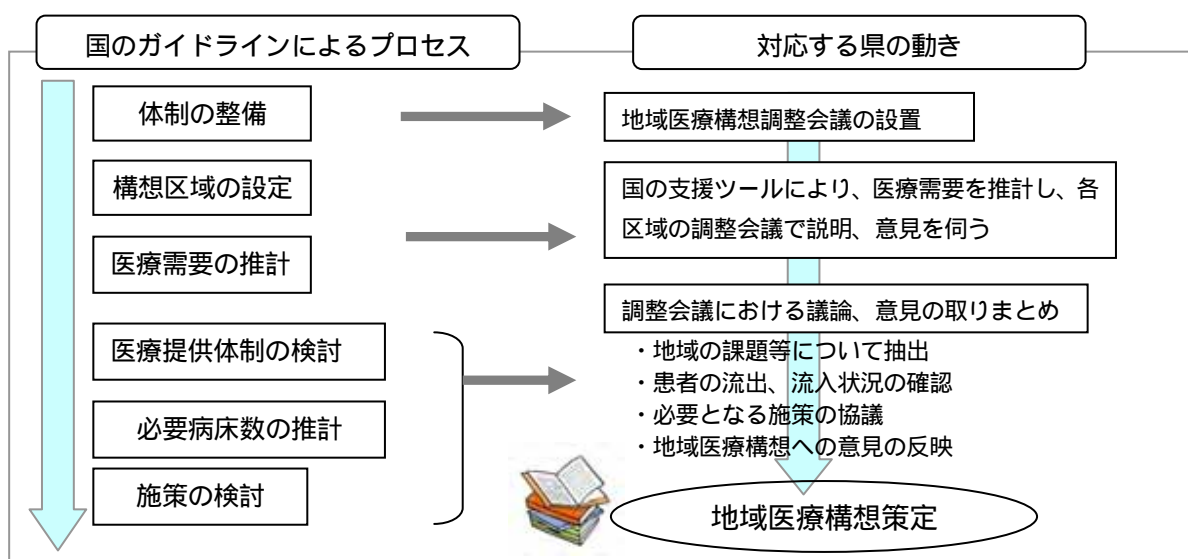 国のガイドラインによるプロセス
対応する県の動き
体制の整備
構想区域の設定
医療需要の推計
医療提供体制の検討
必要病床数の推計
施策の検討
地域医療構想調整会議の設置
国の支援ツールにより、医療需要を推計し、各
区域の調整会議で説明、意見を伺う
調整会議における議論、意見の取りまとめ
・地域の課題等について抽出
・患者の流出、流入状況の確認
・必要となる施策の協議
・地域医療構想への意見の反映
地域医療構想策定